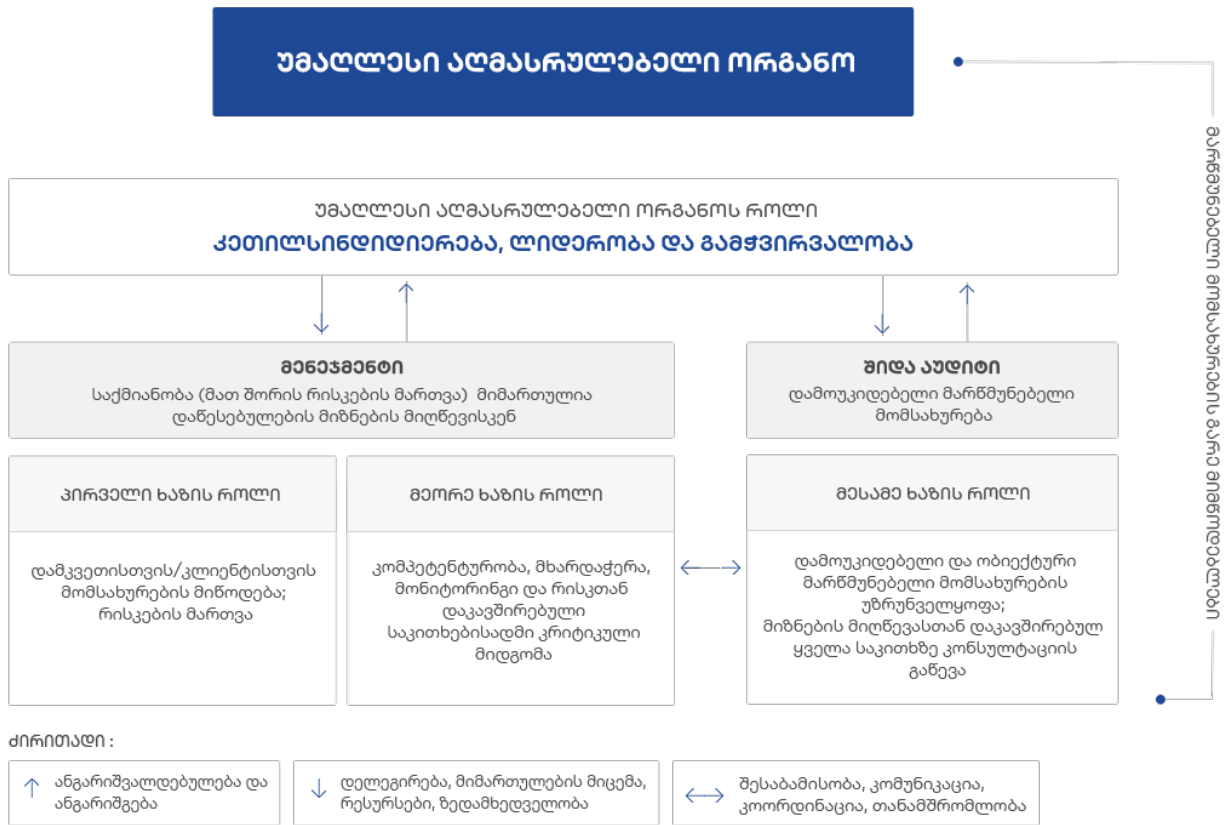 უმაღლესი აღმასრულებელი ორგანო
უმაღლესი აღმასრულებელი ორგანოს როლი
კეთილსინდიდიერება, ლიდერობა და გამჭვირვალობა
მენეჯმენტი
საქმიანობა (მათ შორის რისკების მართვა) მიმართულია
დაწესებულების მიზნების მიღწევისკენ
შიდა აუდიტი
დამოუკიდებელი მარწმუნებელი
მომსახურება
პირველი ხაზის როლი
დამკვეთისთვის/კლიენტისთვის
მომსახურების მიწოდება;
რისკების მართვა
მეორე ხაზის როლი
კომპეტენტურობა, მხარდაჭერა,
მონიტორინგი და რისკთან
დაკავშირებული
საკითხებისადმი კრიტიკული
მიდგომა
მესამე ხაზის როლი
დამოუკიდებელი და ობიექტური
მარწმუნებელი მომსახურების
უზრუნველყოფა;
მიზნების მიღწევასთან დაკავშირებულ
ყველა საკითხზე კონსულტაციის
გაწევა
მარწმუნებელი მომსახურების გარე მიმწოდებლები
ძირითადი :
ანგარიშვალდებულება და
ანგარიშგება
დელეგირება, მიმართულების მიცემა,
რესურსები, ზედამხედველობა
შესაბამისობა, კომუნიკაცია,
კოორდინაცია, თანამშრომლობა